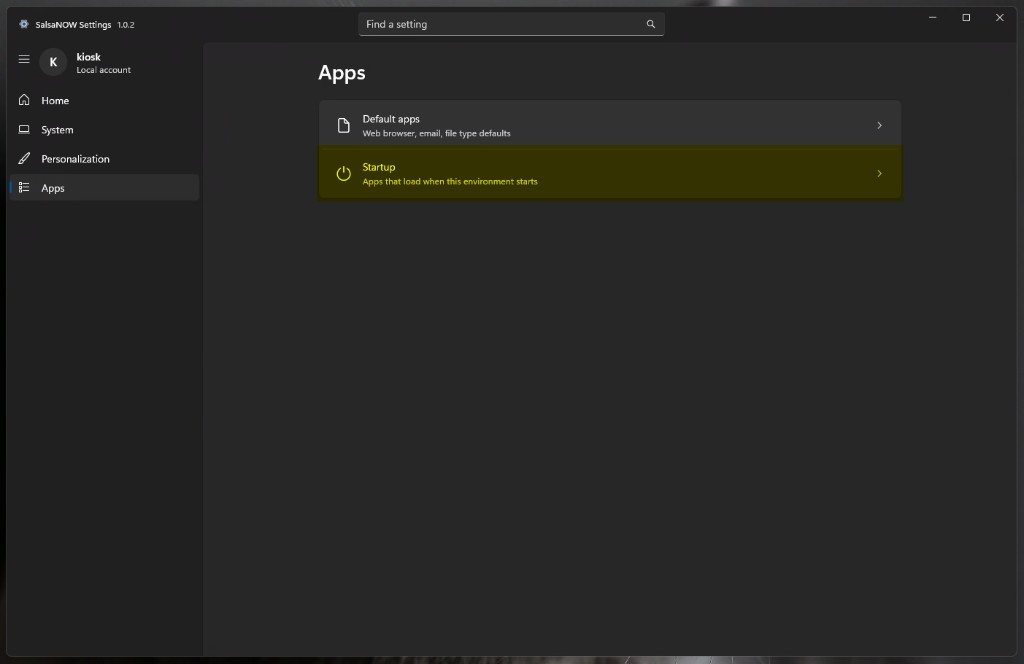 SalsaNOW Settings 1.0.2
Find a setting
K
kiosk
Local account
Home
System
Personalization
Apps
Apps
Default apps
Web browser, email, file type defaults
Startup
Apps that load when this environment starts